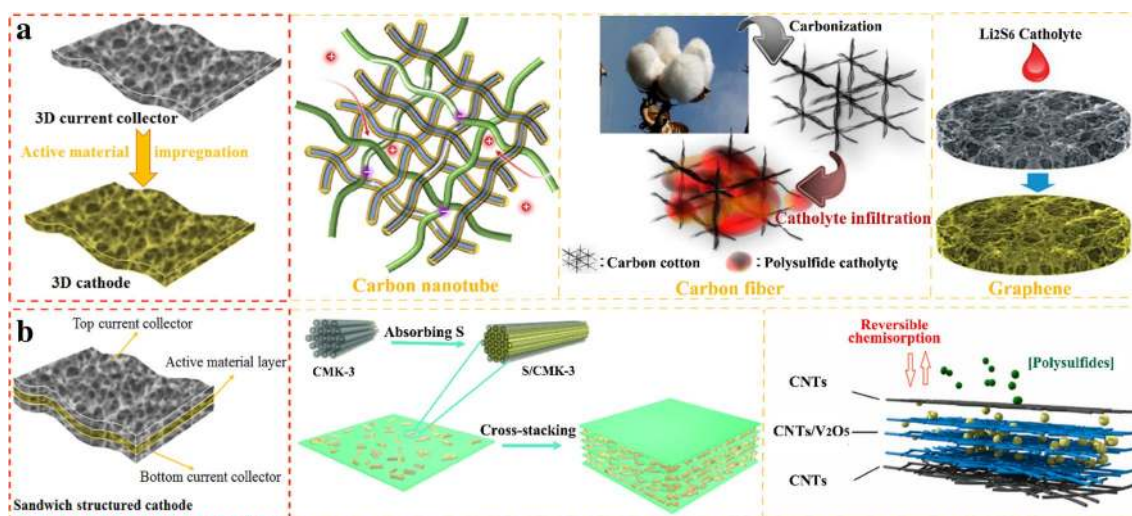 a
3D current collector
Active material impregnation
3D cathode
+
+
+
+
-
-
-
Carbon nanotube
Carbonization
Catholyte infiltration
: Carbon cotton
: Polysulfide catholyte
Carbon fiber
Li2S6 Catholyte
Graphene
b
Top current collector
Active material layer
Bottom current collector
Sandwich structured cathode
CMK-3
Absorbing S
S/CMK-3
Cross-stacking
Reversible
chemisorption
[Polysulfides]
CNTs
CNTs/V2O5
CNTs